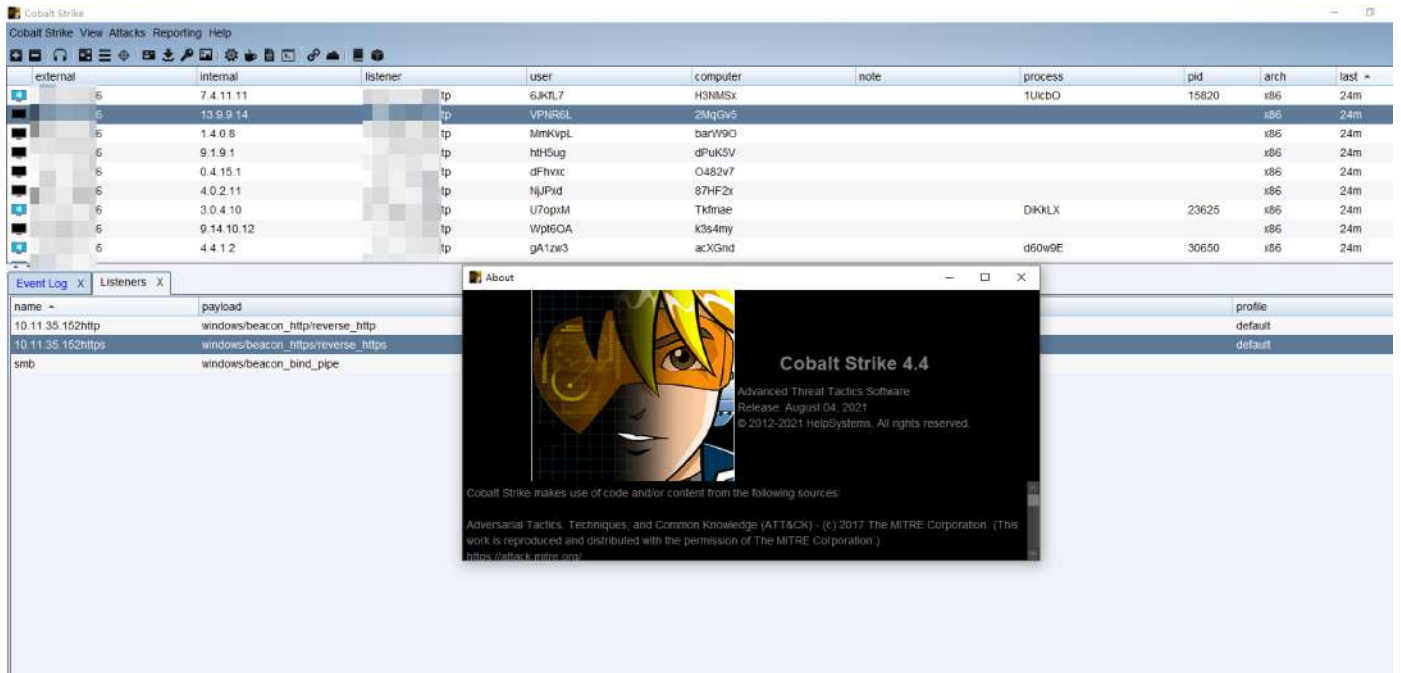 Cobalt Strike
Cobalt Strike View Attacks Reporting Help
external internal listener user computer note process pid arch last
6 7.4.11.11 tp 6JKfL7 H3NMSx 1UicbO 15820 x86 24m
6 13.9.9.14 tp VPNR6L 2MqGv5 x86 24m
6 1.4.0.8 tp MmKvpL barW9O x86 24m
6 9.1.9.1 tp htH5ug dPuK5V x86 24m
6 0.4.15.1 tp dFhvxc O482v7 x86 24m
6 4.0.2.11 tp NjJPxd 87HF2x x86 24m
6 3.0.4.10 tp U7opxM Tkfmae DiKkLX 23625 x86 24m
6 9.14.10.12 tp Wpt6OA k3s4my x86 24m
6 4.4.1.2 tp gA1zw3 acXGnd d60w9E 30650 x86 24m
Event Log X Listeners X
name payload profile
10.11.35.152http windows/beacon_http/reverse_http default
10.11.35.152https windows/beacon_https/reverse_https default
smb windows/beacon_bind_pipe
About
Cobalt Strike 4.4
Advanced Threat Tactics Software
Release: August 04, 2021
© 2012-2021 HelpSystems. All rights reserved.
Cobalt Strike makes use of code and/or content from the following sources:
Adversarial Tactics, Techniques, and Common Knowledge (ATT&CK) - (c) 2017 The MITRE Corporation. (This
work is reproduced and distributed with the permission of The MITRE Corporation.)
https://attack.mitre.org/